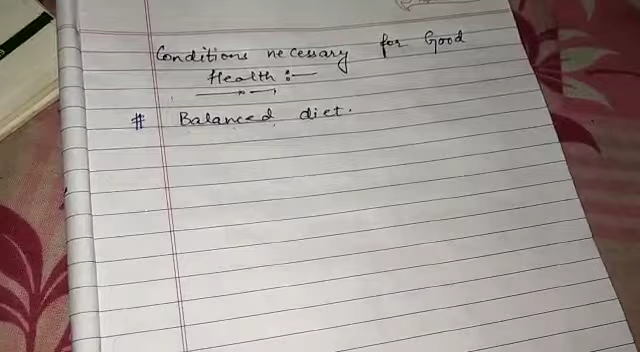 Conditions necessary for Good
Health :—
# Balanced diet.